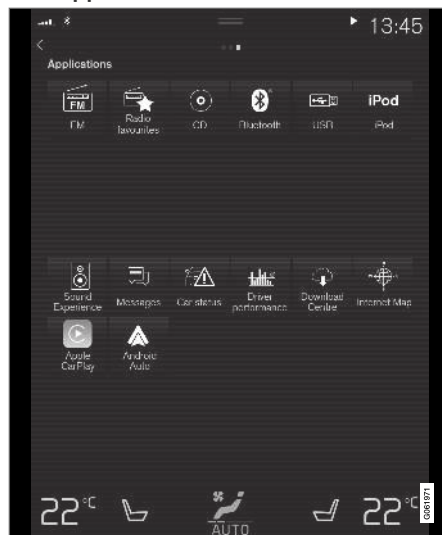 13:45
Applications
FM
FM
Radio
favourites
CD
Bluetooth
USB
iPod
iPod
Sound
Experience
Messages
Car status
Driver
performance
Download
Centre
Internet Map
Apple
CarPlay
Android
Auto
22°C
AUTO
22°C
G061971